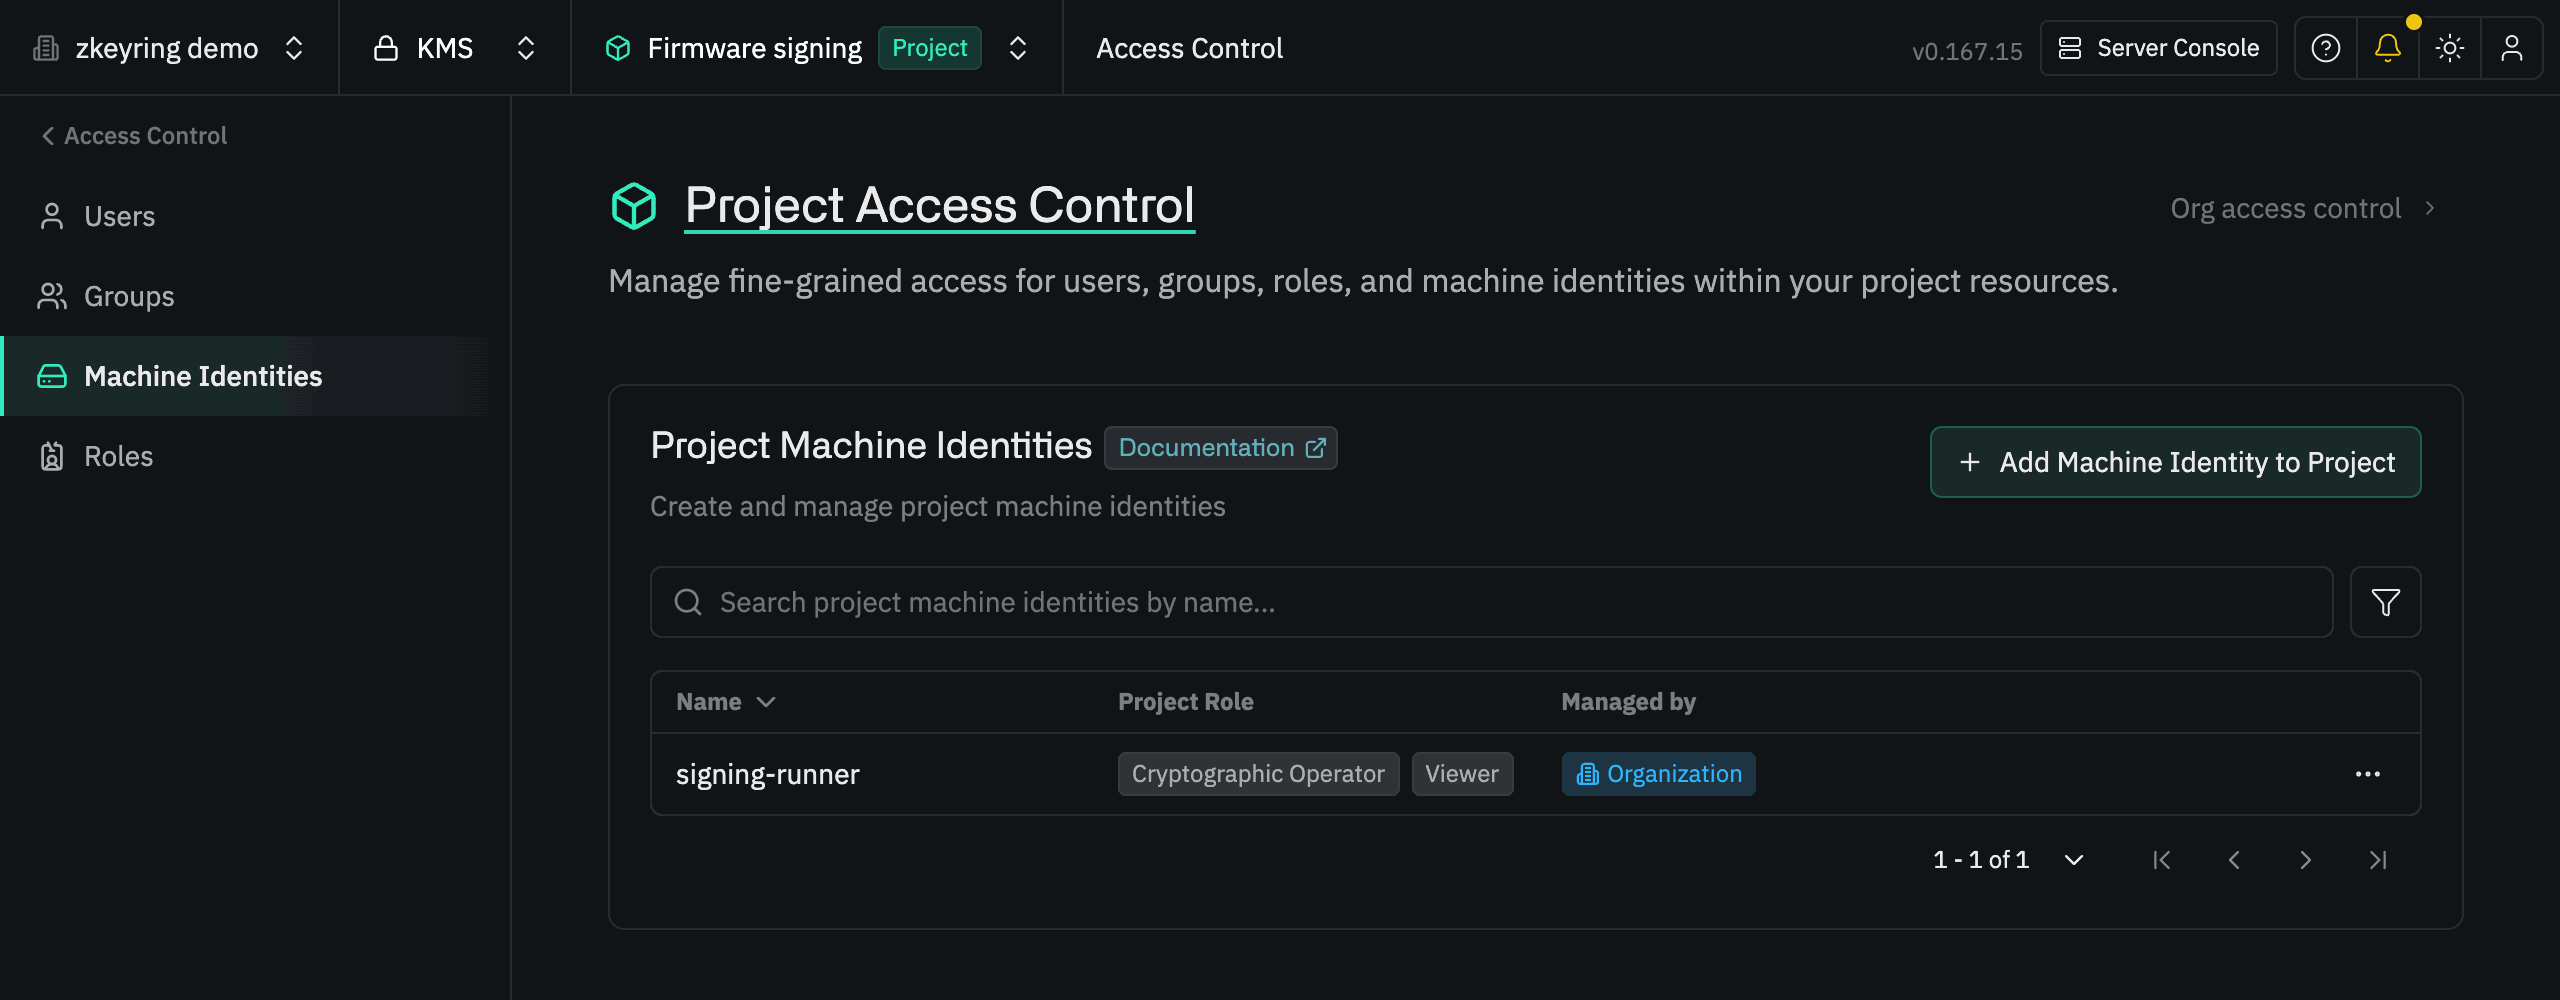 zkeyring demo
KMS
Firmware signing Project
Access Control
v0.167.15
Server Console
Access Control
Users
Groups
Machine Identities
Roles
Project Access Control
Org access control
Manage fine-grained access for users, groups, roles, and machine identities within your project resources.
Project Machine Identities Documentation
Add Machine Identity to Project
Create and manage project machine identities
Search project machine identities by name...
Name Project Role Managed by
signing-runner Cryptographic Operator Viewer Organization
1 - 1 of 1